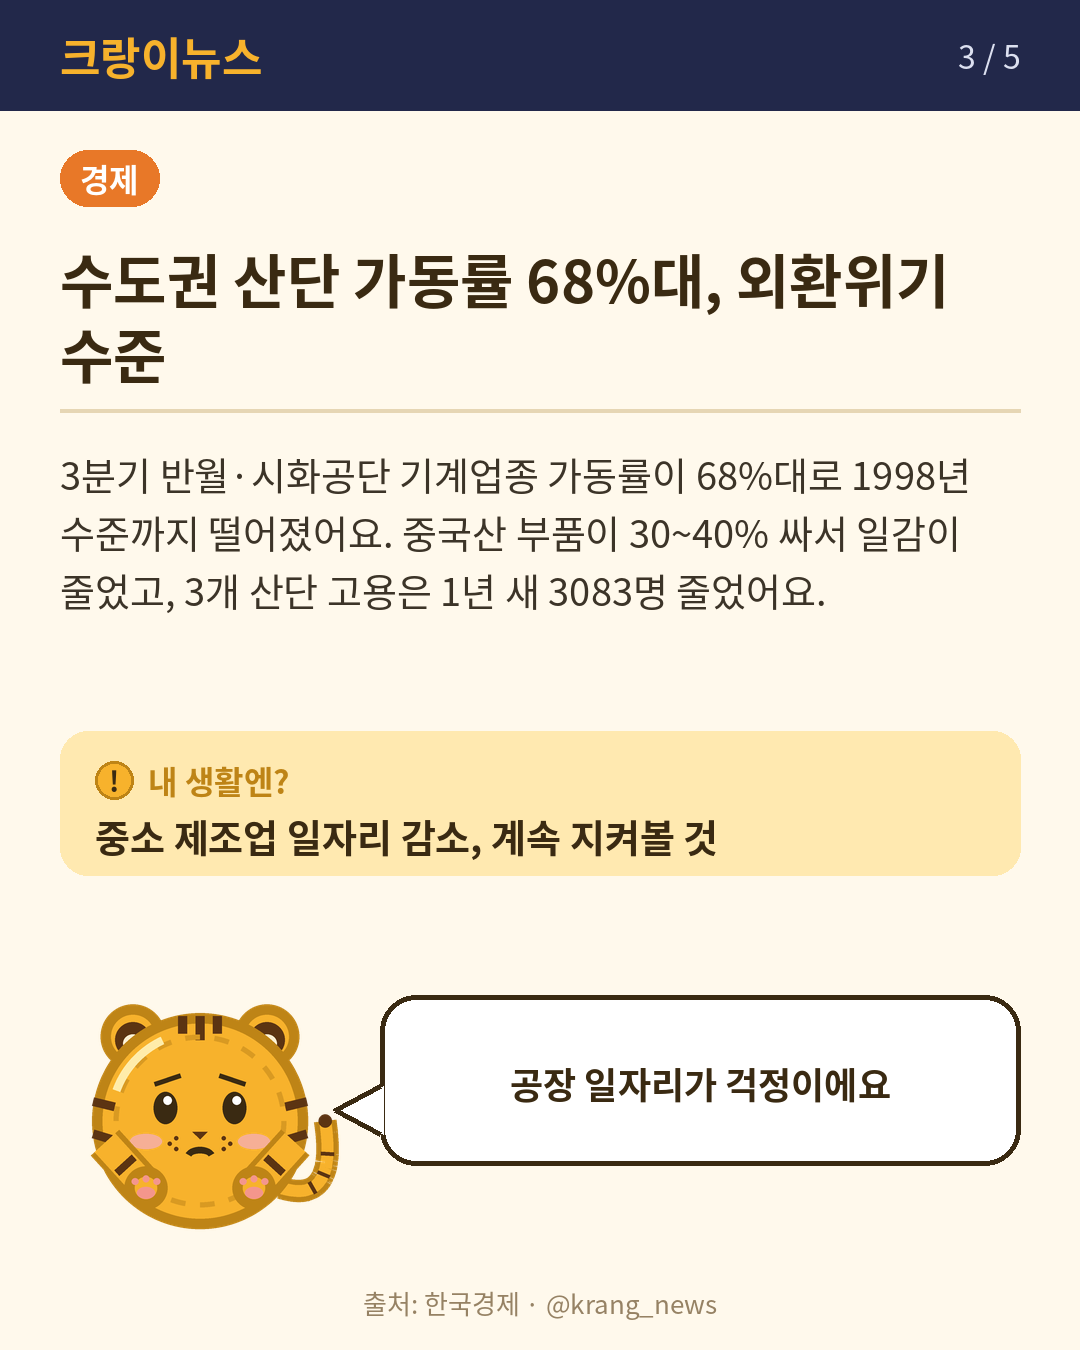 크랑이뉴스
3 / 5
경제
수도권 산단 가동률 68%대, 외환위기
수준
3분기 반월·시화공단 기계업종 가동률이 68%대로 1998년
수준까지 떨어졌어요. 중국산 부품이 30~40% 싸서 일감이
줄었고, 3개 산단 고용은 1년 새 3083명 줄었어요.
! 내 생활엔?
중소 제조업 일자리 감소, 계속 지켜볼 것
공장 일자리가 걱정이에요
출처: 한국경제 · @krang_news